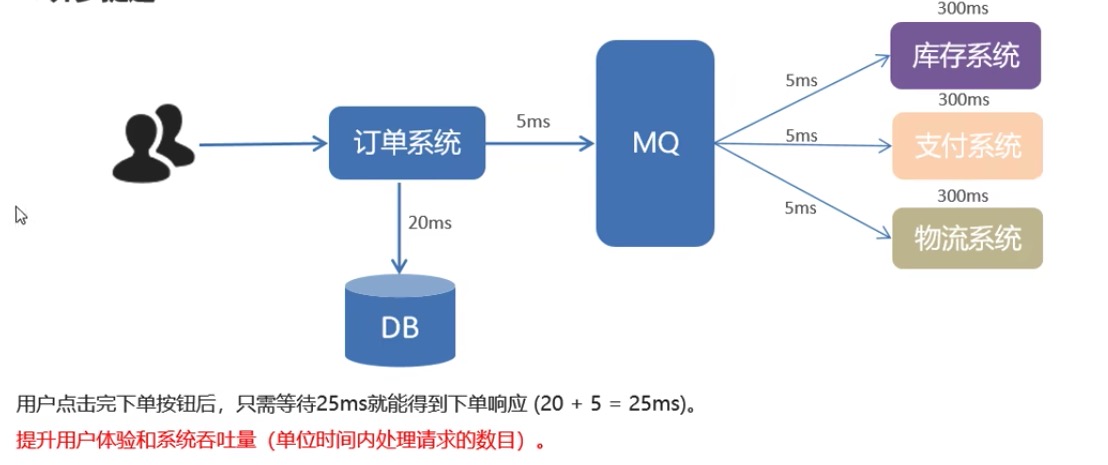 300ms
库存系统
5ms
300ms
订单系统
5ms
MQ
5ms
支付系统
300ms
5ms
物流系统
20ms
DB
用户点击完下单按钮后，只需等待25ms就能得到下单响应 (20 + 5 = 25ms)。
提升用户体验和系统吞吐量（单位时间内处理请求的数目）。